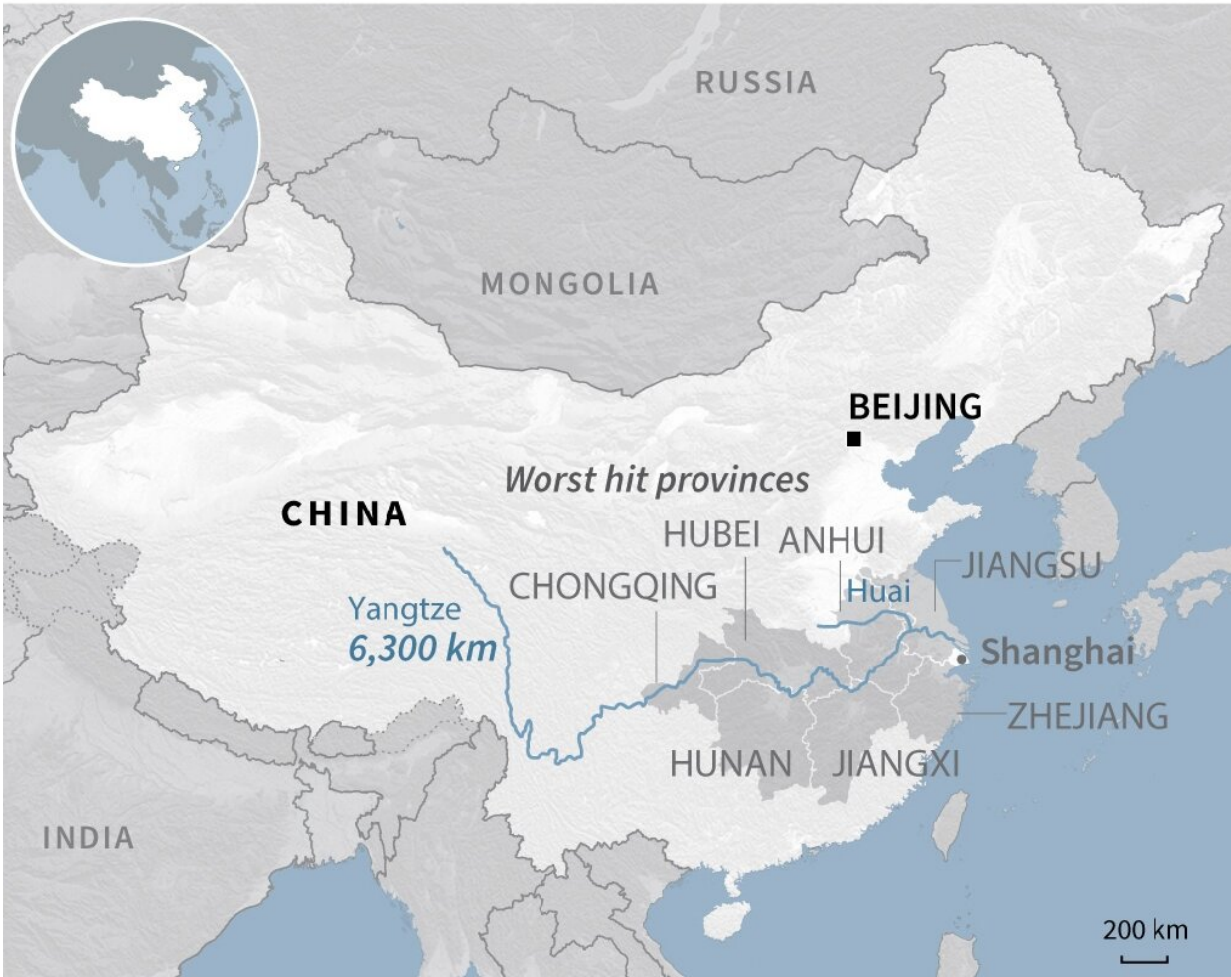 RUSSIA
MONGOLIA
BEIJING
Worst hit provinces
CHINA
HUBEI
ANHUI
JIANGSU
CHONGQING
Huai
Yangtze
6,300 km
Shanghai
ZHEJIANG
HUNAN
JIANGXI
INDIA
200 km